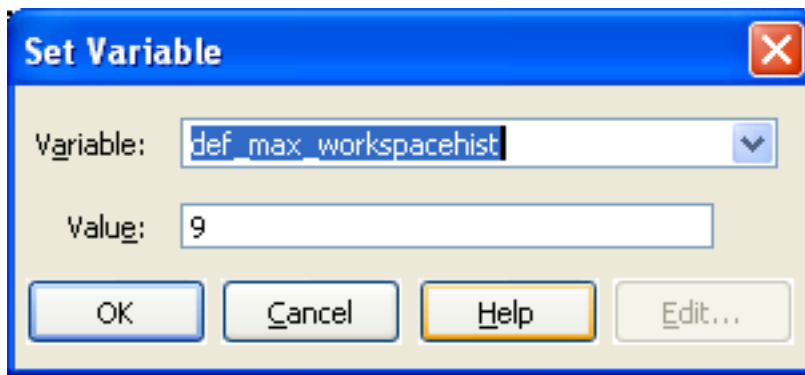 Set Variable
Variable: def_max_workspacehist
Value: 9
OK Cancel Help Edit...